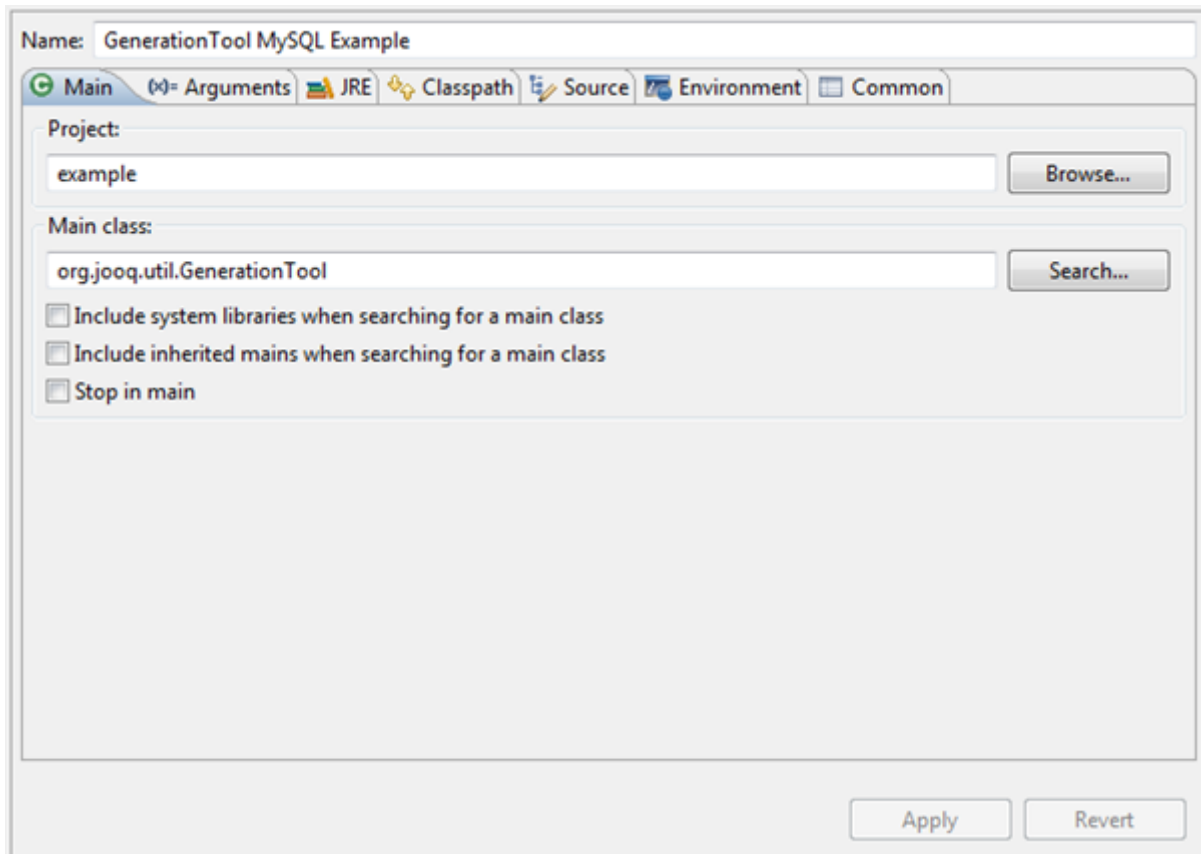 Name: GenerationTool MySQL Example
Main (x)= Arguments JRE Classpath Source Environment Common
Project:
example Browse...
Main class:
org.jooq.util.GenerationTool Search...
Include system libraries when searching for a main class
Include inherited mains when searching for a main class
Stop in main
Apply Revert